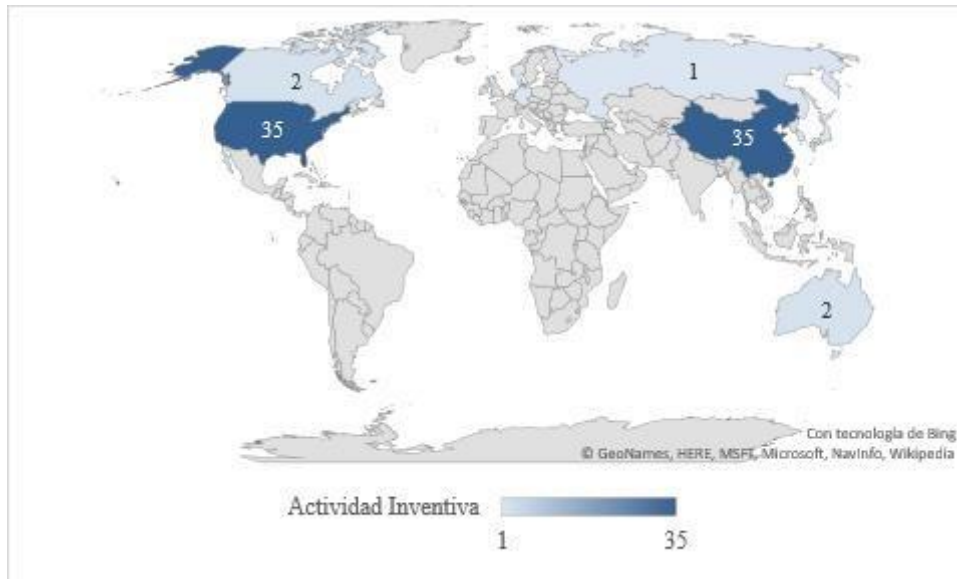 2
1
35
35
2
Con tecnología de Bing
© GeoNames, HERE, MSFT, Microsoft, NavInfo, Wikipedia
Actividad Inventiva
1
35